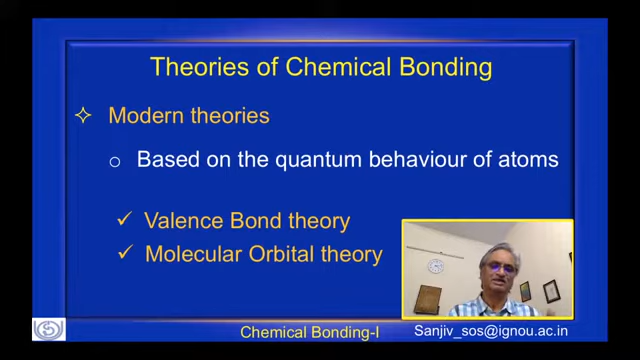 Theories of Chemical Bonding
Modern theories
Based on the quantum behaviour of atoms
Valence Bond theory
Molecular Orbital theory
Chemical Bonding-I
Sanjiv_sos@ignou.ac.in